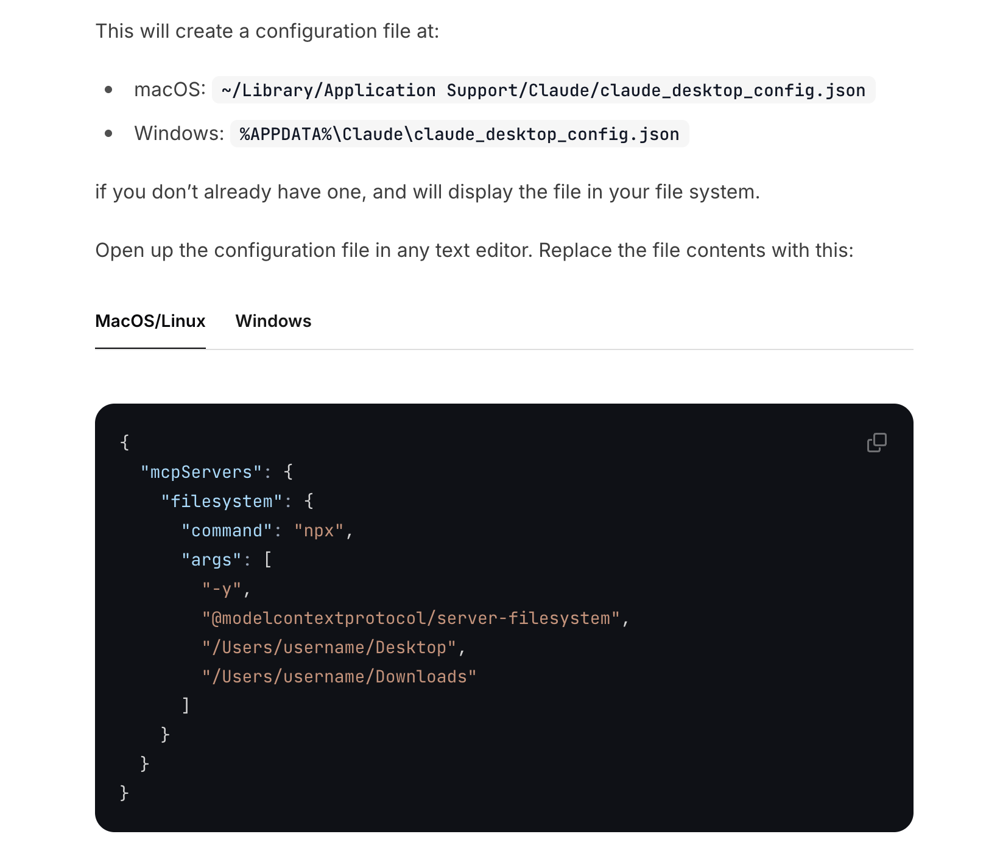 This will create a configuration file at:
• macOS: ~/Library/Application Support/Claude/claude_desktop_config.json
• Windows: %APPDATA%\Claude\claude_desktop_config.json
if you don’t already have one, and will display the file in your file system.
Open up the configuration file in any text editor. Replace the file contents with this:
MacOS/Linux Windows
{
  "mcpServers": {
    "filesystem": {
      "command": "npx",
      "args": [
        "-y",
        "@modelcontextprotocol/server-filesystem",
        "/Users/username/Desktop",
        "/Users/username/Downloads"
      ]
    }
  }
}